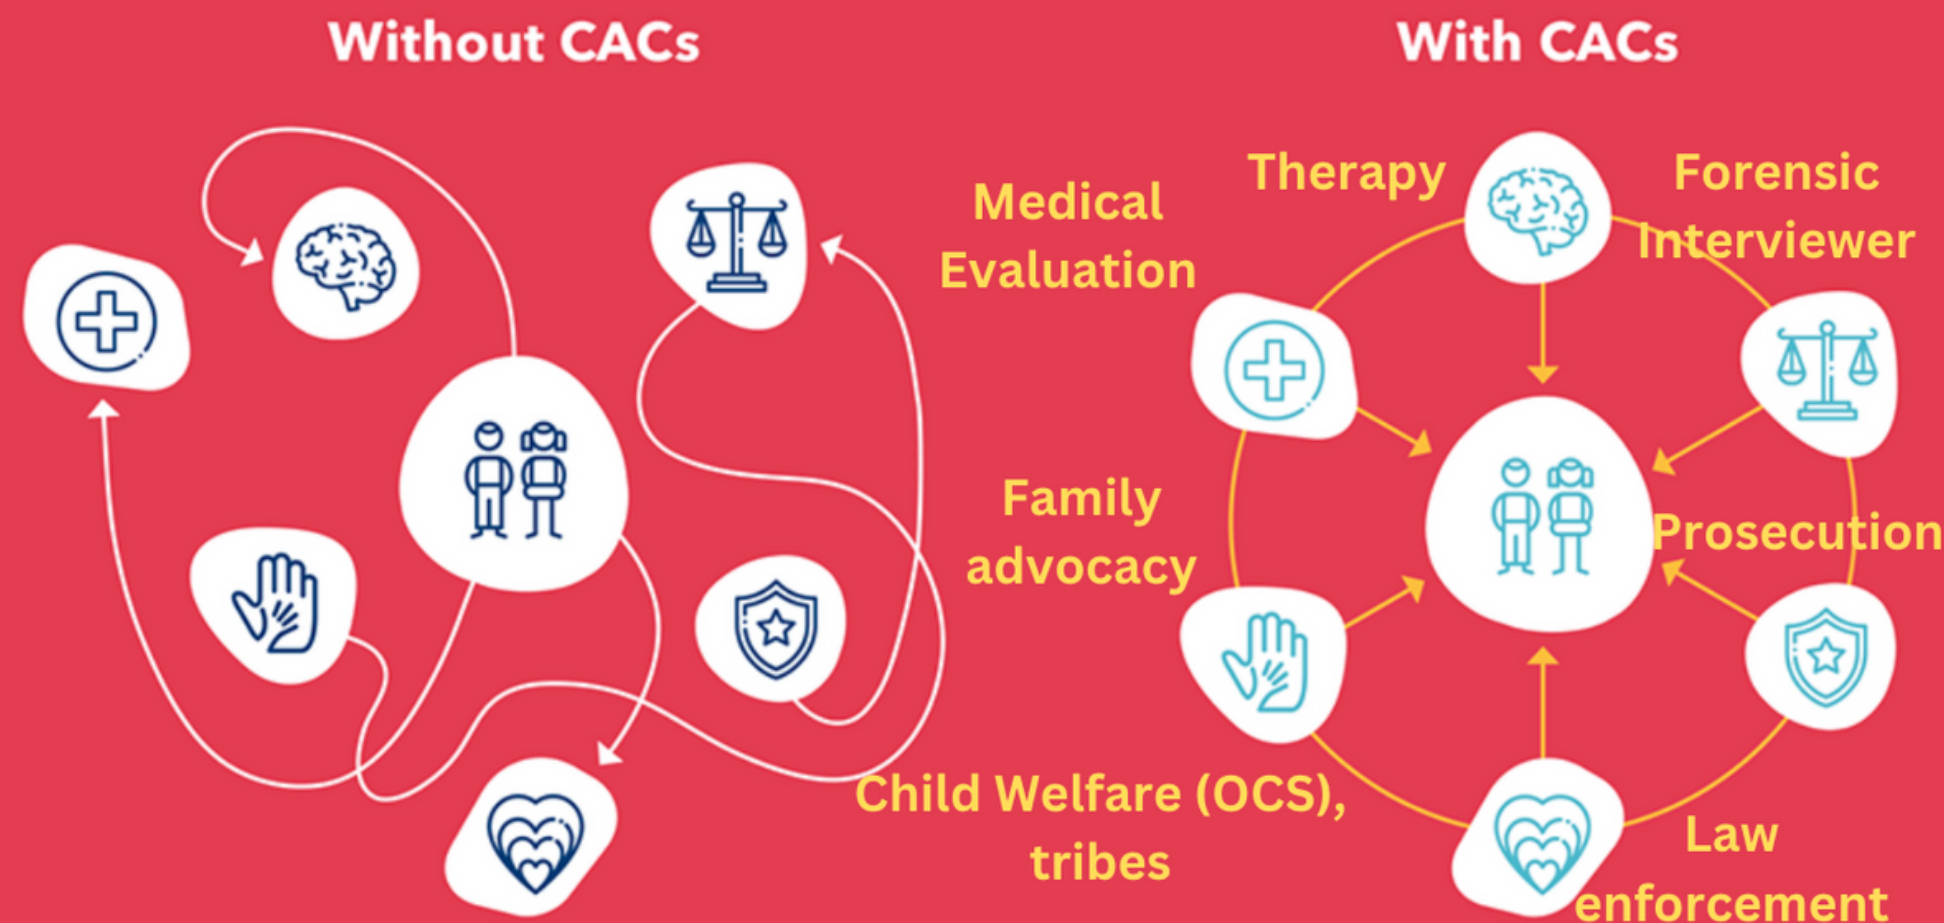 Without CACs
With CACs
Therapy
Forensic
Interviewer
Medical
Evaluation
Family
advocacy
Prosecution
Child Welfare (OCS),
tribes
Law
enforcement